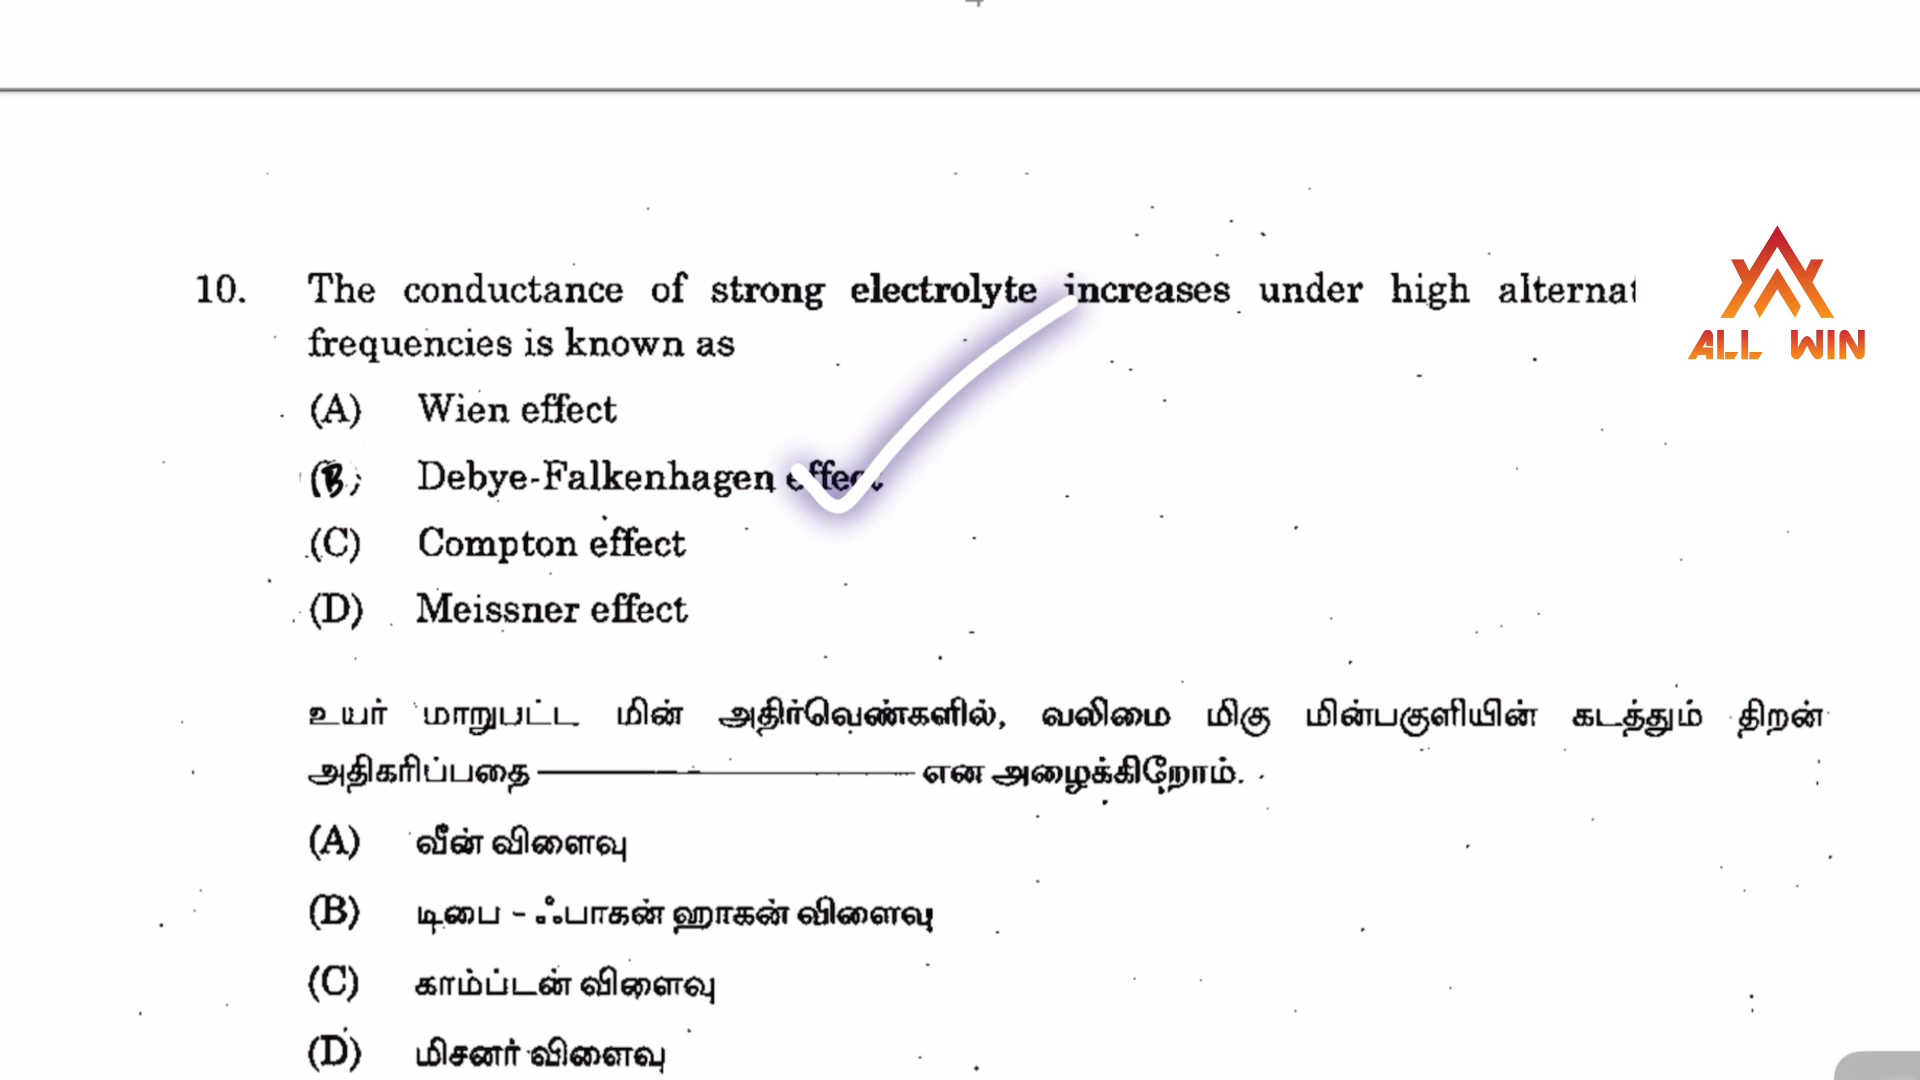 10. The conductance of strong electrolyte increases under high
frequencies is known as
(A) Wien effect
(B) Debye-Falkenhagen effect
(C) Compton effect
(D) Meissner effect
உயர் மாறுபட்ட மின் அதிர்வெண்களில், வலிமை மிகு மின்பகுளியின் கடத்தும் திறன்
அதிகரிப்பதை ———————— என அழைக்கிறோம்.
(A) வீன் விளைவு
(B) டிபை - ஃபாகன் ஹாகன் விளைவு
(C) காம்ப்டன் விளைவு
(D) மிசனர் விளைவு
ALL WIN